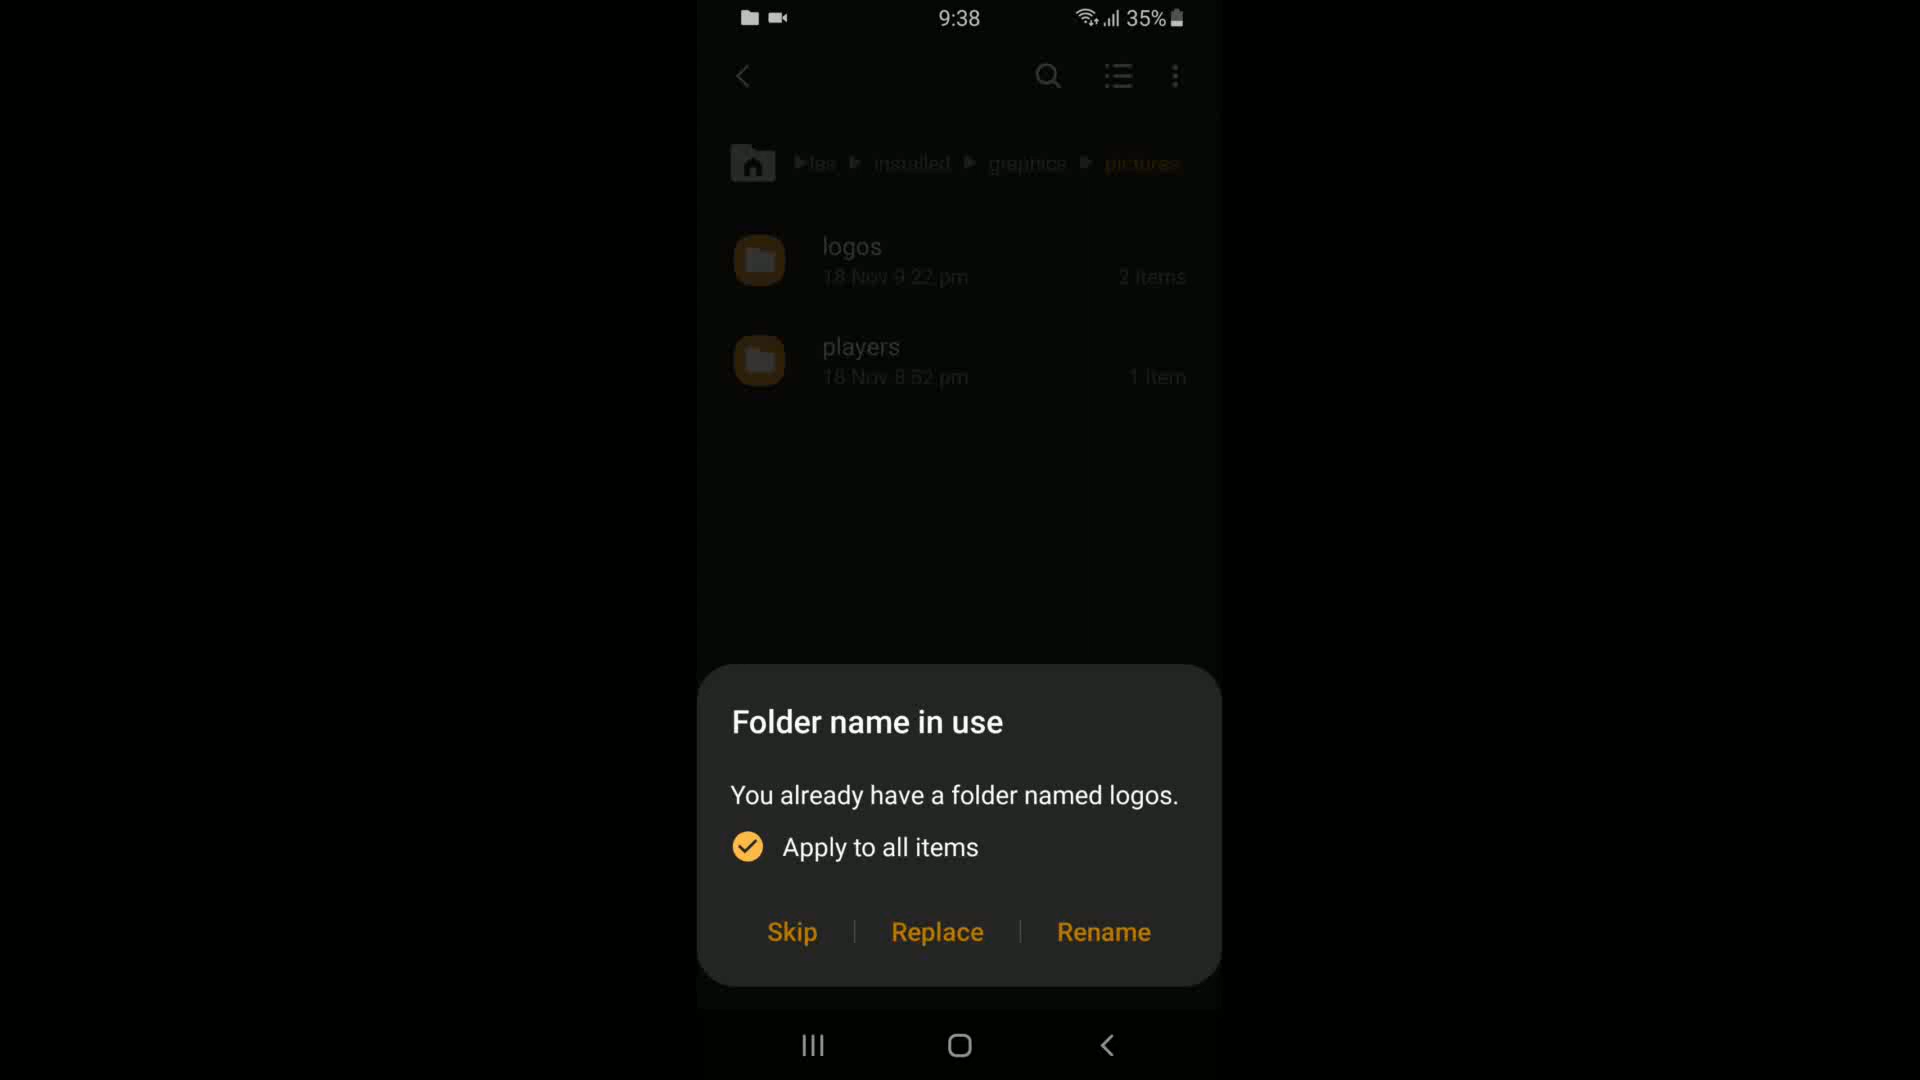 9:38
35%
les installed graphics pictures
logos
18 Nov 9:22 pm
2 items
players
18 Nov 8:52 pm
1 item
Folder name in use
You already have a folder named logos.
Apply to all items
Skip Replace Rename